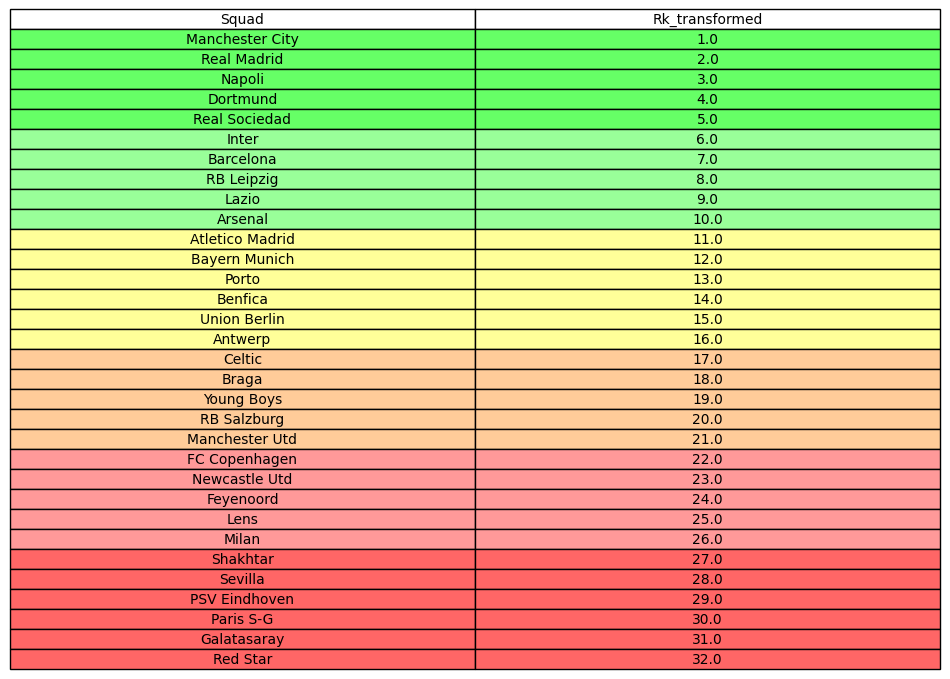 Squad Rk_transformed
Manchester City 1.0
Real Madrid 2.0
Napoli 3.0
Dortmund 4.0
Real Sociedad 5.0
Inter 6.0
Barcelona 7.0
RB Leipzig 8.0
Lazio 9.0
Arsenal 10.0
Atletico Madrid 11.0
Bayern Munich 12.0
Porto 13.0
Benfica 14.0
Union Berlin 15.0
Antwerp 16.0
Celtic 17.0
Braga 18.0
Young Boys 19.0
RB Salzburg 20.0
Manchester Utd 21.0
FC Copenhagen 22.0
Newcastle Utd 23.0
Feyenoord 24.0
Lens 25.0
Milan 26.0
Shakhtar 27.0
Sevilla 28.0
PSV Eindhoven 29.0
Paris S-G 30.0
Galatasaray 31.0
Red Star 32.0